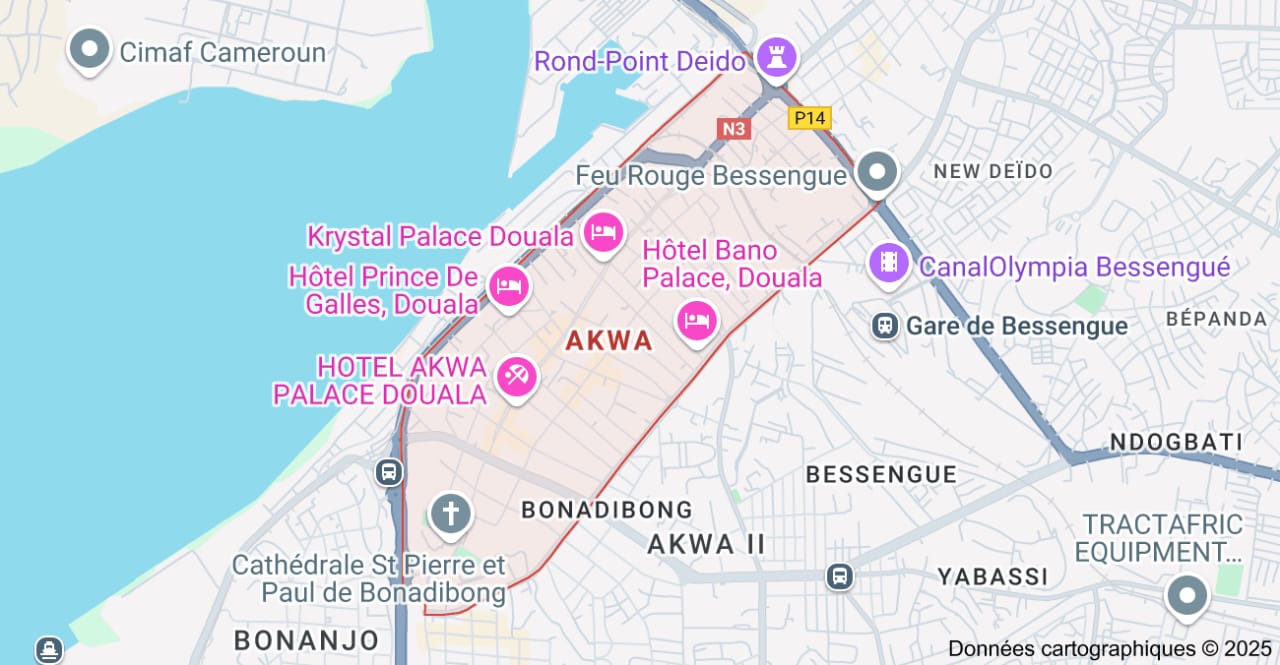 Cimaf Cameroun
Rond-Point Deido
P14
N3
Feu Rouge Bessengue
NEW DEÏDO
Krystal Palace Douala
Hôtel Bano
Palace, Douala
CanalOlympia Bessengué
Hôtel Prince De
Galles, Douala
BÉPANDA
Gare de Bessengue
AKWA
HOTEL AKWA
PALACE DOUALA
NDOGBATI
BESSENGUE
BONADIBONG
AKWA II
TRACTAFRIC
EQUIPMENT...
Cathédrale St Pierre et
Paul de Bonadibong
YABASSI
BONANJO
Données cartographiques © 2025